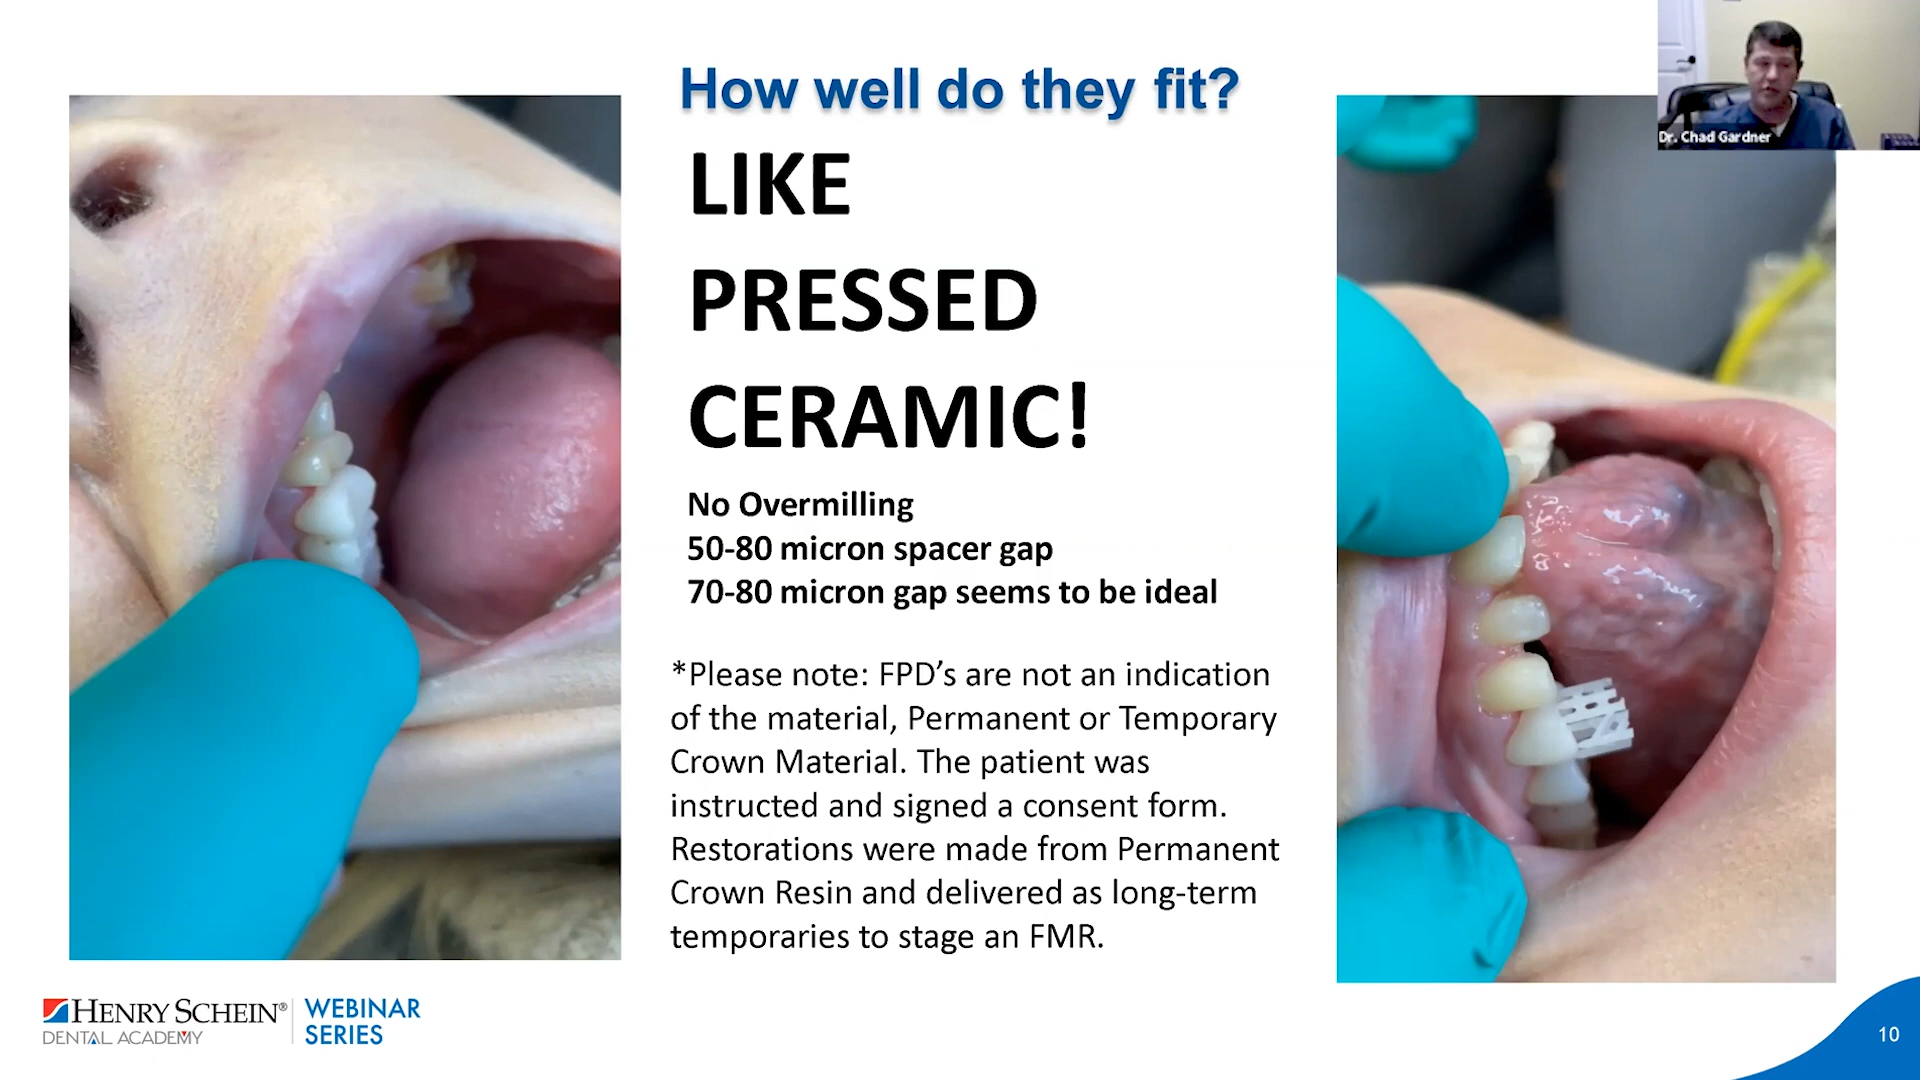 How well do they fit?
LIKE
PRESSED
CERAMIC!
No Overmilling
50-80 micron spacer gap
70-80 micron gap seems to be ideal
*Please note: FPD’s are not an indication
of the material, Permanent or Temporary
Crown Material. The patient was
instructed and signed a consent form.
Restorations were made from Permanent
Crown Resin and delivered as long-term
temporaries to stage an FMR.
Dr. Chad Gardner
HENRY SCHEIN®
DENTAL ACADEMY
WEBINAR
SERIES
10